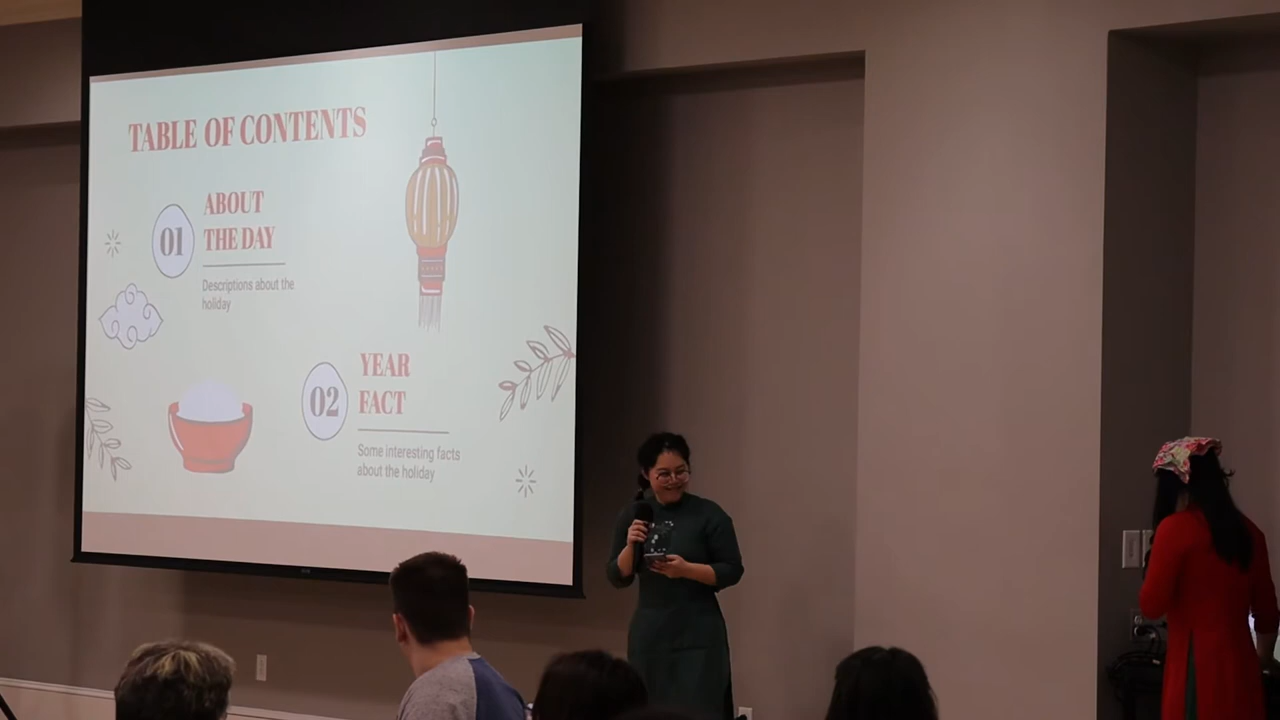 TABLE OF CONTENTS
01
ABOUT
THE DAY
Descriptions about the
holiday
02
YEAR
FACT
Some interesting facts
about the holiday